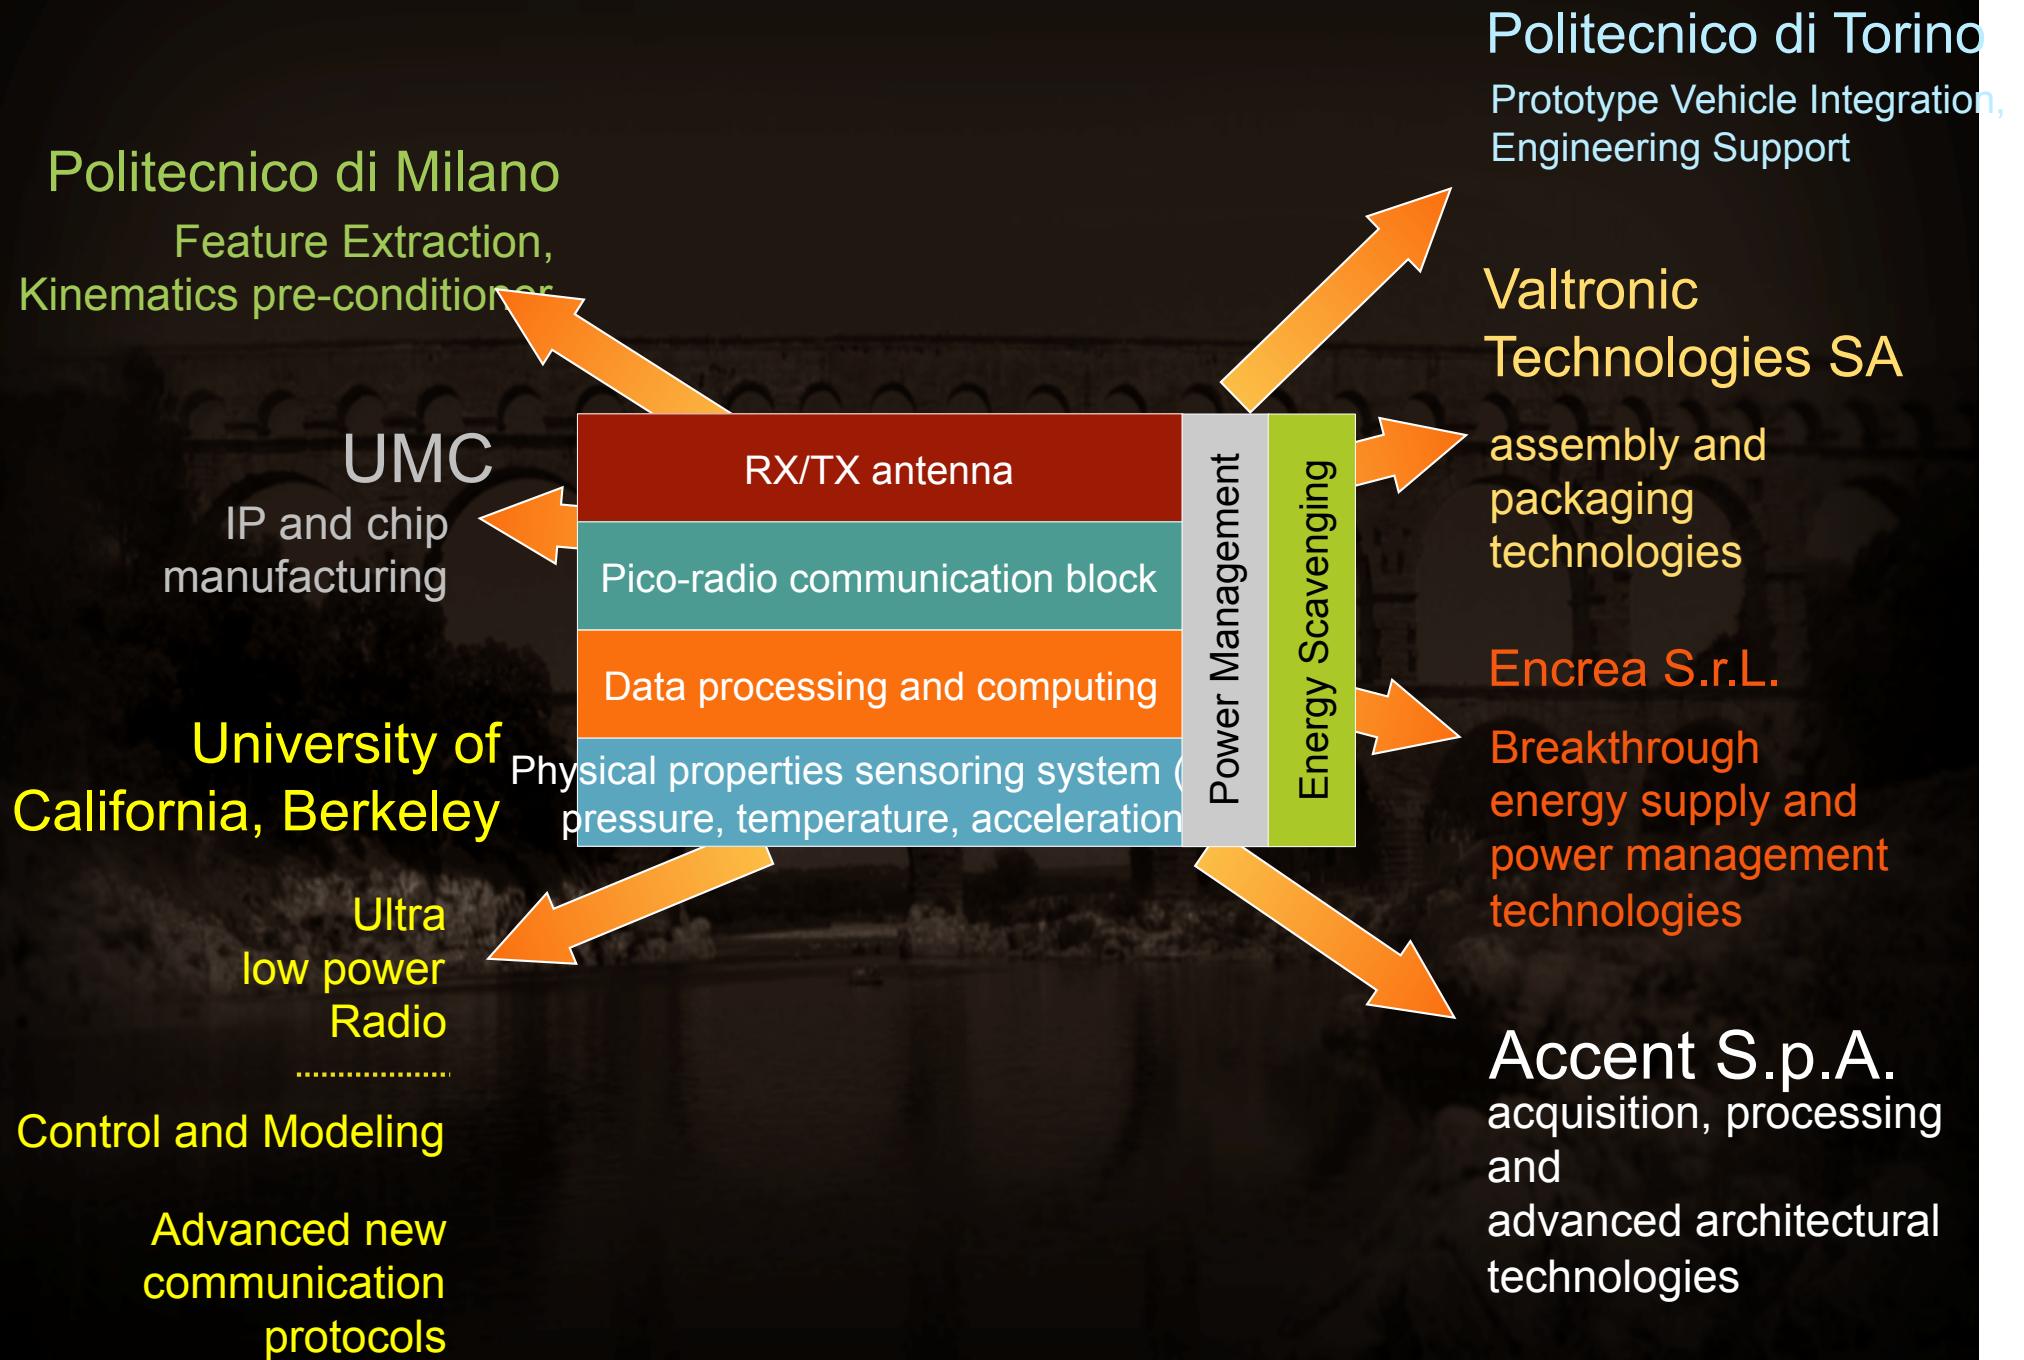 Politecnico di Torino
Prototype Vehicle Integration,
Engineering Support
Politecnico di Milano
Feature Extraction,
Kinematics pre-conditioner
Valtronic
Technologies SA
assembly and
packaging
technologies
UMC
IP and chip
manufacturing
RX/TX antenna
Pico-radio communication block
Data processing and computing
Physical properties sensoring system (
pressure, temperature, acceleration
Power Management
Energy Scavenging
Encrea S.r.L.
Breakthrough
energy supply and
power management
technologies
University of
California, Berkeley
Ultra
low power
Radio
Control and Modeling
Advanced new
communication
protocols
Accent S.p.A.
acquisition, processing
and
advanced architectural
technologies